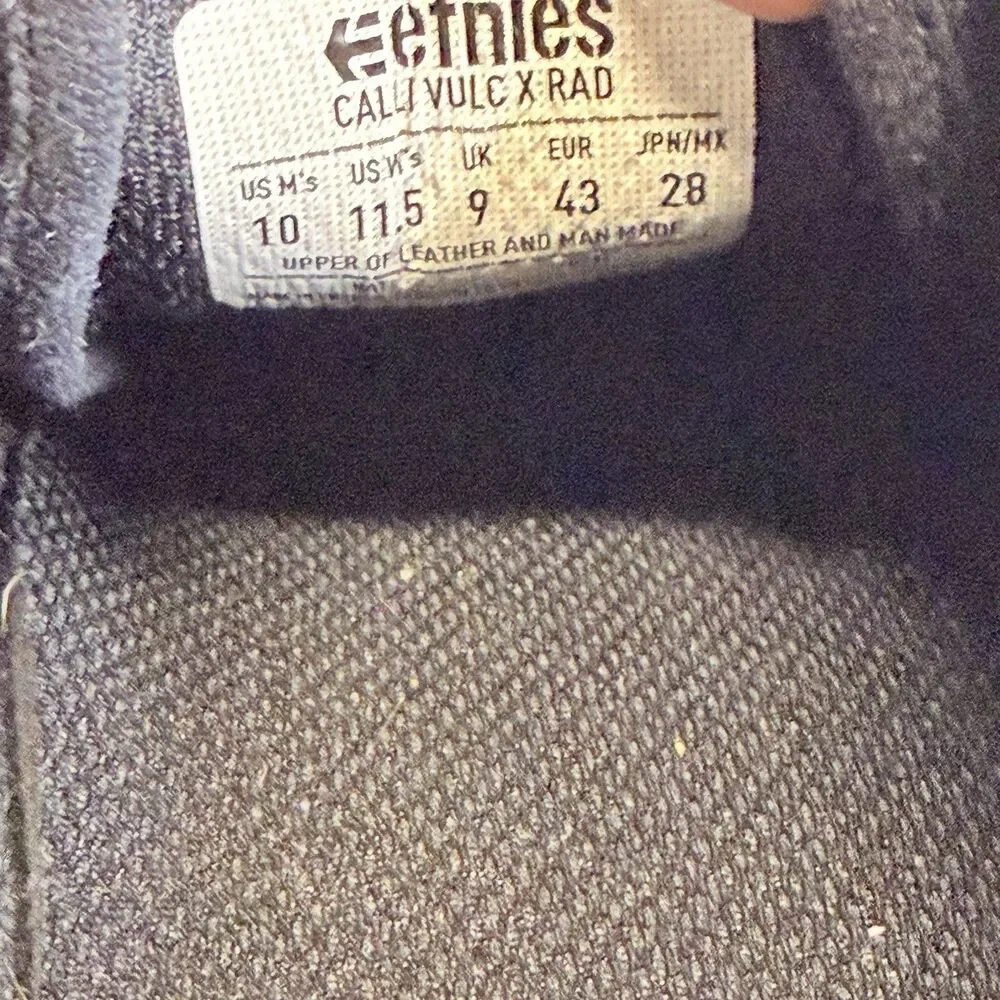 etnies
CALLI VULC X RAD
US M's US W's UK EUR JPN/MX
10 11.5 9 43 28
UPPER OF LEATHER AND MAN MADE